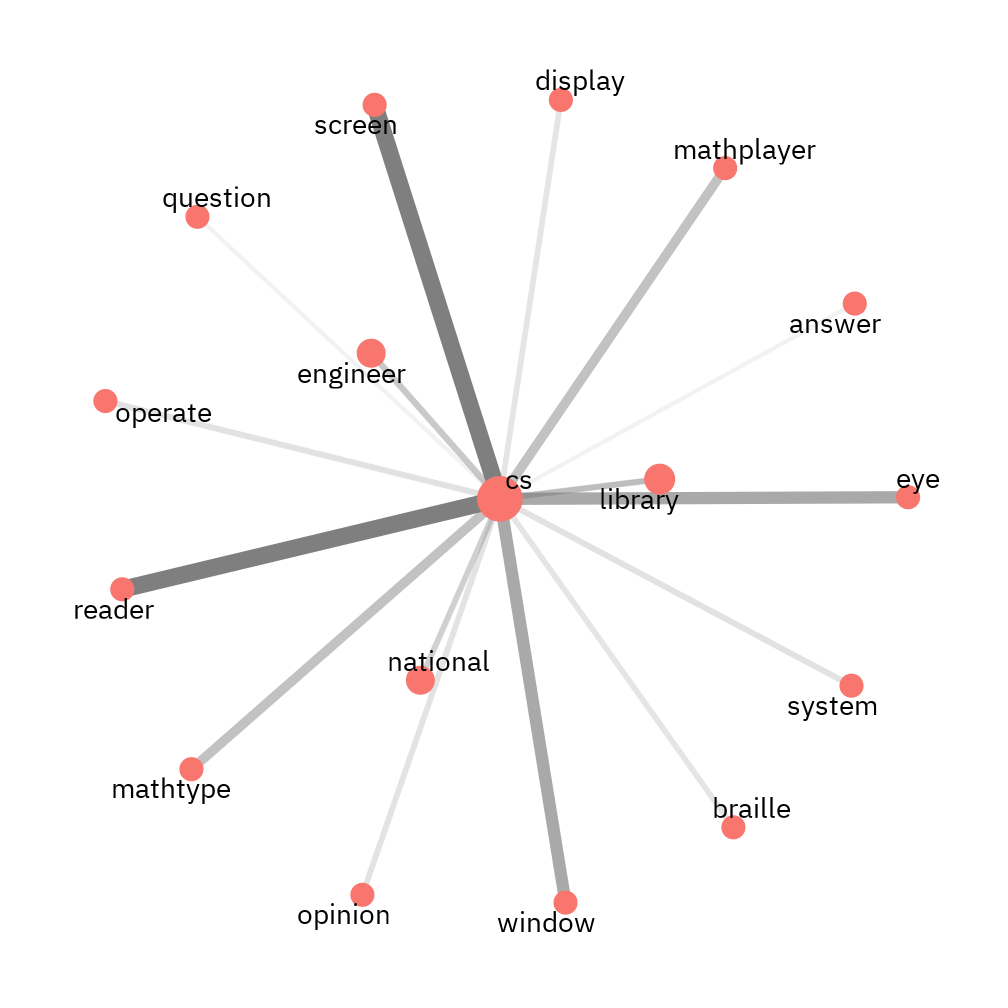 display
screen
mathplayer
question
answer
engineer
operate
cs
eye
library
reader
national
system
mathtype
braille
opinion
window